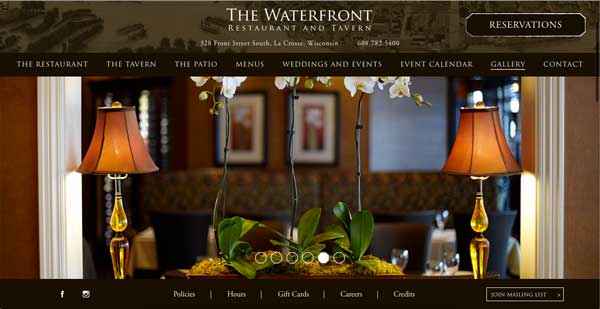 THE WATERFRONT
RESTAURANT AND TAVERN
328 Front Street South, La Crosse, Wisconsin 608.782.5400
RESERVATIONS
THE RESTAURANT THE TAVERN THE PATIO MENUS WEDDINGS AND EVENTS EVENT CALENDAR GALLERY CONTACT
f Policies | Hours | Gift Cards | Careers | Credits JOIN MAILING LIST >